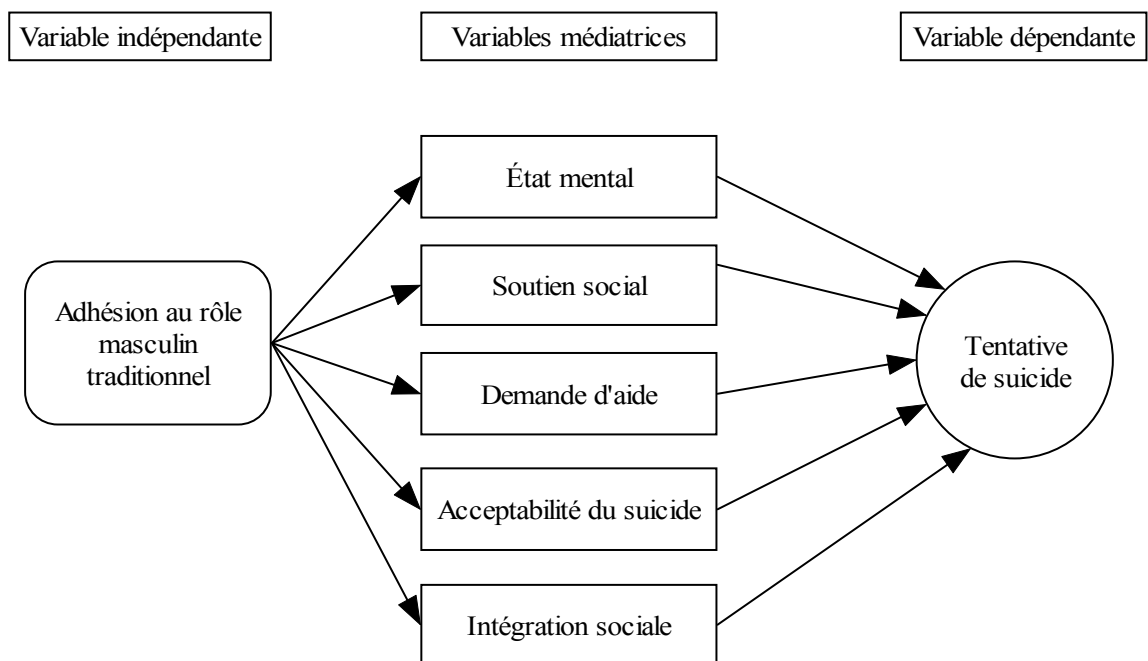 Variable indépendante
Variables médiatrices
Variable dépendante
État mental
Soutien social
Adhésion au rôle
masculin
traditionnel
Demande d'aide
Tentative
de suicide
Acceptabilité du suicide
Intégration sociale